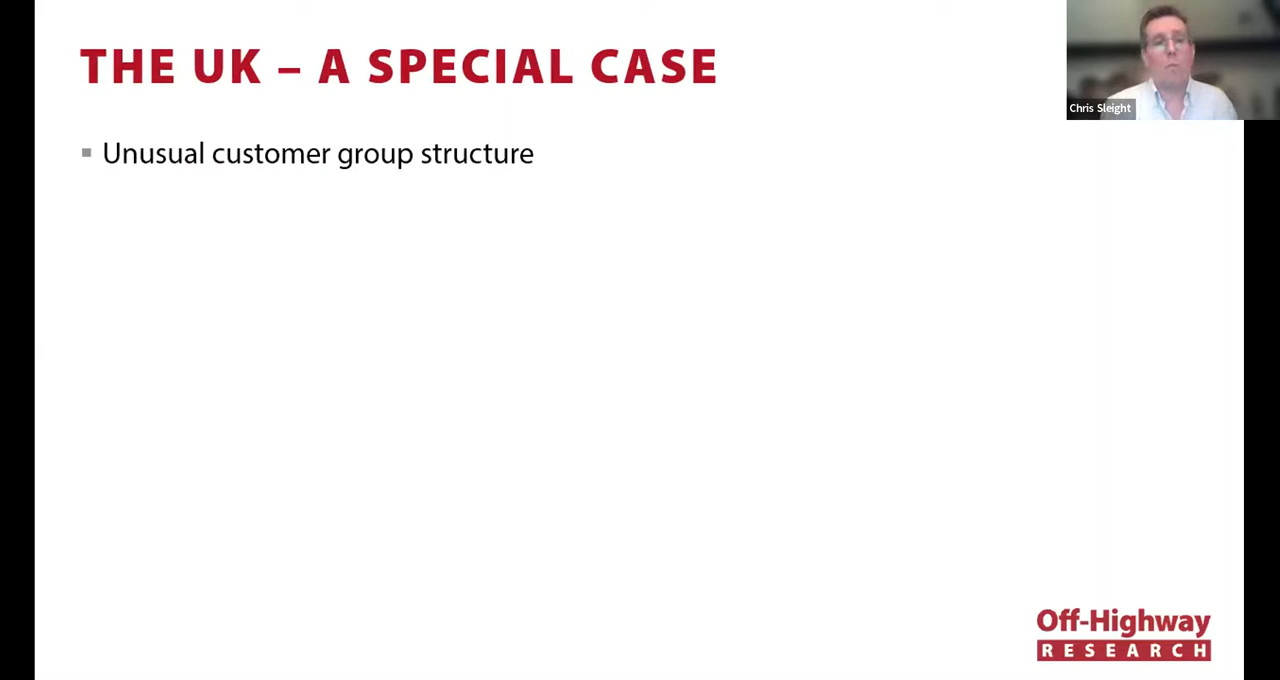 THE UK – A SPECIAL CASE
Chris Sleight
▪ Unusual customer group structure
Off-Highway
RESEARCH